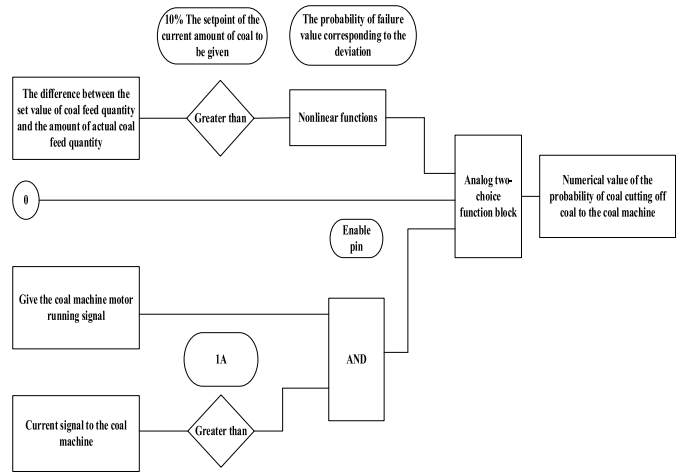 10% The setpoint of the
current amount of coal to
be given
The probability of failure
value corresponding to the
deviation
The difference between the
set value of coal feed quantity
and the amount of actual coal
feed quantity
Greater than
Nonlinear functions
Analog two-
choice
function block
Numerical value of the
probability of coal cutting off
coal to the coal machine
0
Enable
pin
Give the coal machine motor
running signal
1A
AND
Current signal to the coal
machine
Greater than